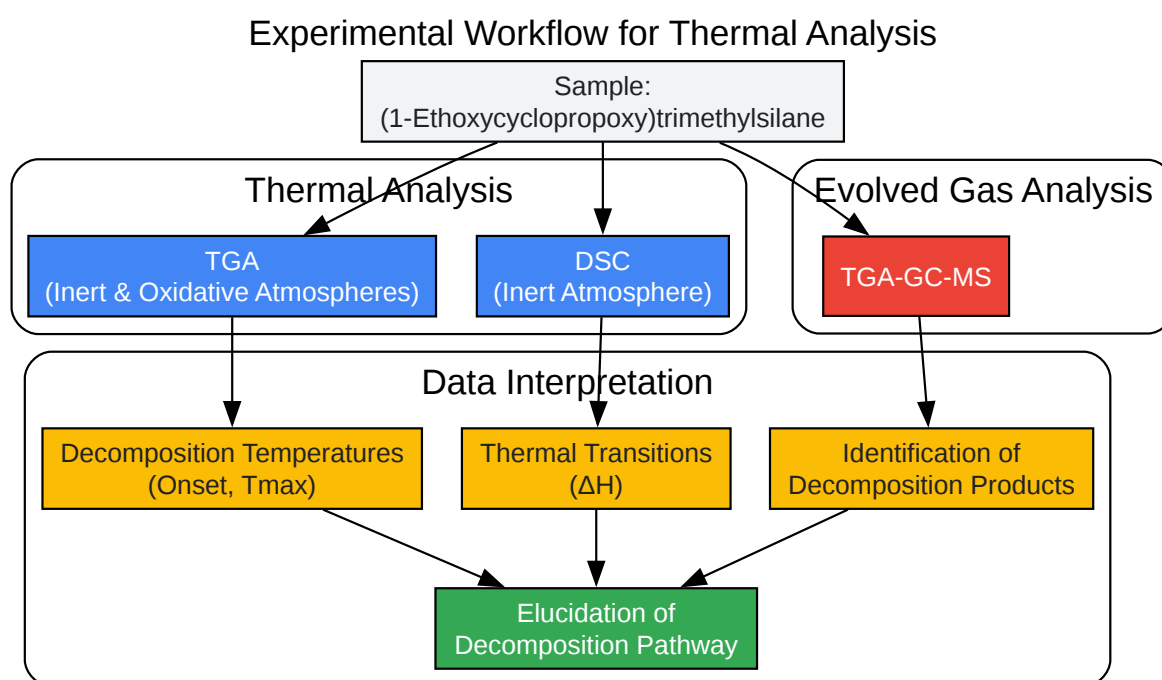 Experimental Workflow for Thermal Analysis
Sample:
(1-Ethoxycyclopropoxy)trimethylsilane
Thermal Analysis
Evolved Gas Analysis
TGA
(Inert & Oxidative Atmospheres)
DSC
(Inert Atmosphere)
TGA-GC-MS
Data Interpretation
Decomposition Temperatures
(Onset, Tmax)
Thermal Transitions
(ΔH)
Identification of
Decomposition Products
Elucidation of
Decomposition Pathway